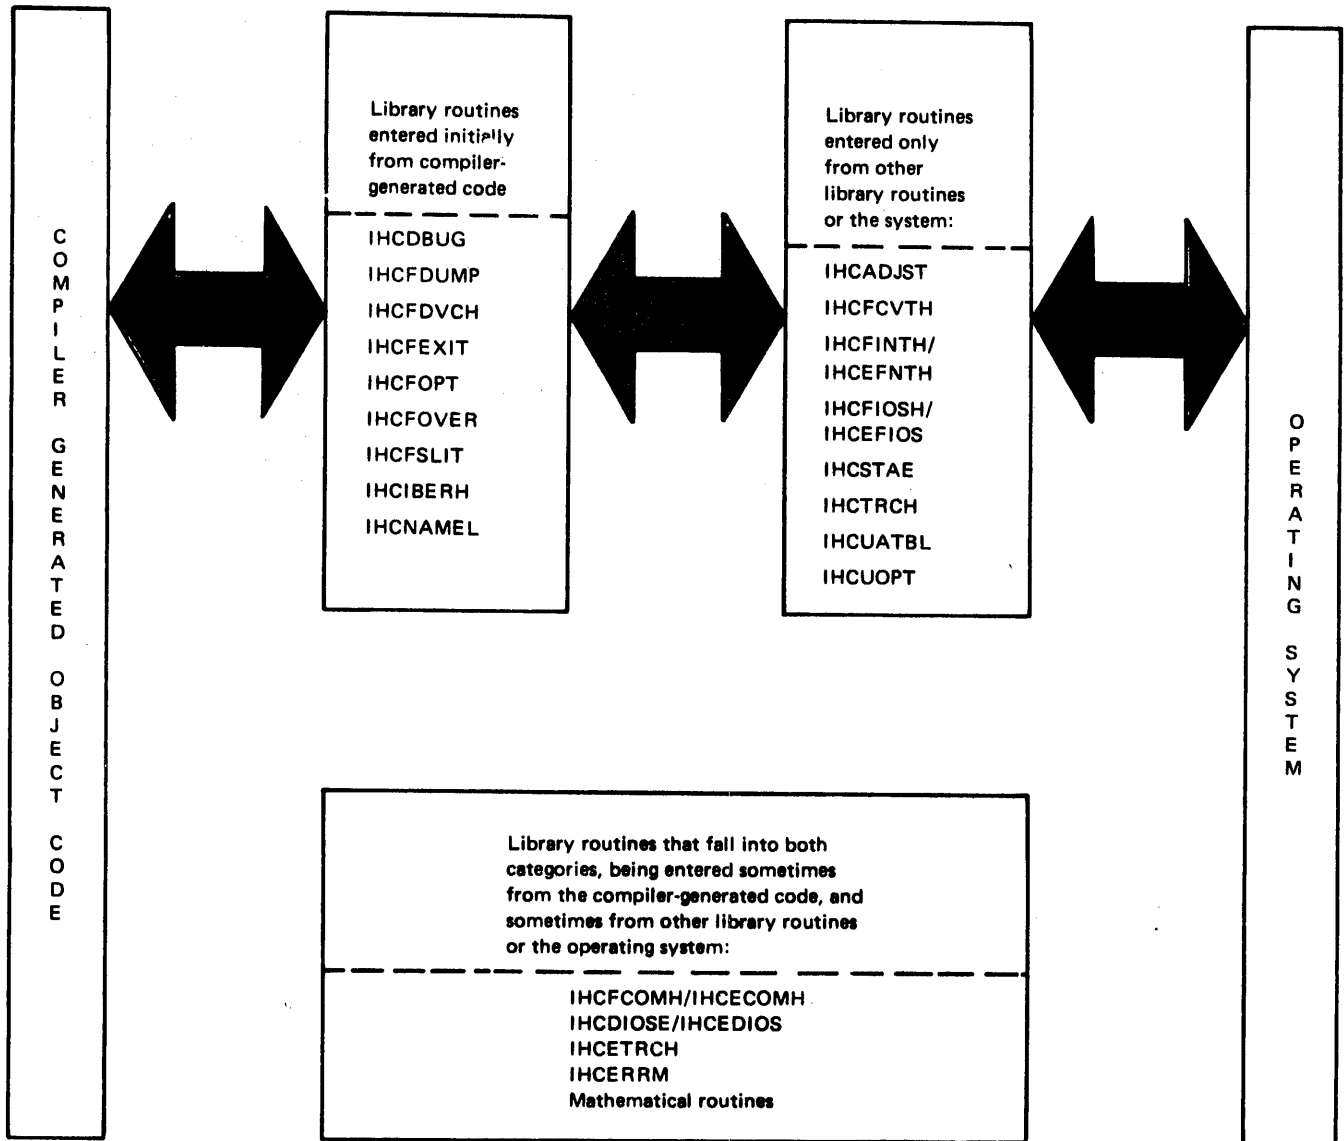 COMPILER GENERATED OBJECT CODE
Library routines
entered initially
from compiler-
generated code
IHCDBUG
IHCFDUMP
IHCFDVCH
IHCFEXIT
IHCFOPT
IHCFOVER
IHCFSLIT
IHCIBERH
IHCNAMEL
Library routines
entered only
from other
library routines
or the system:
IHCADJST
IHCFCVTH
IHCFINTH/
IHCEFNTH
IHCFIOSH/
IHCEFIOS
IHCSTAE
IHCTRCH
IHCUATBL
IHCUOPT
OPERATING SYSTEM
Library routines that fall into both
categories, being entered sometimes
from the compiler-generated code, and
sometimes from other library routines
or the operating system:
IHCFCOMH/IHCECOMH
IHCDIOSE/IHCEDIOS
IHCETRCH
IHCERRM
Mathematical routines